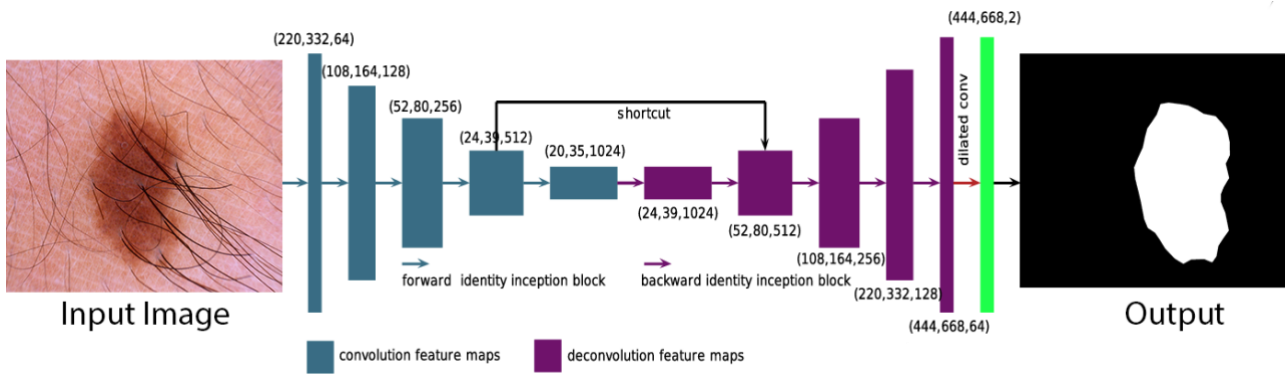 (444,668,2)
(220,332,64)
(108,164,128)
(52,80,256)
shortcut
(24,39,512)
(20,35,1024)
dilated conv
(24,39,1024)
(52,80,512)
(108,164,256)
forward identity inception block
backward identity inception block
(220,332,128)
(444,668,64)
Input Image
Output
convolution feature maps
deconvolution feature maps